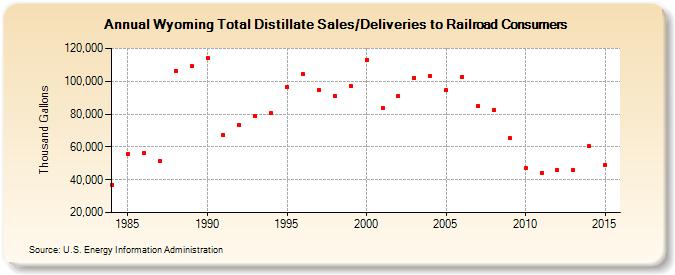 Annual Wyoming Total Distillate Sales/Deliveries to Railroad Consumers
Thousand Gallons
120,000
100,000
80,000
60,000
40,000
20,000
1985 1990 1995 2000 2005 2010 2015
Source: U.S. Energy Information Administration